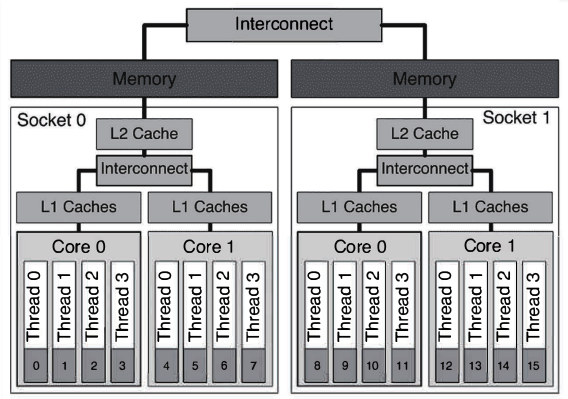 Interconnect
Memory
Memory
Socket 0
Socket 1
L2 Cache
L2 Cache
Interconnect
Interconnect
L1 Caches
L1 Caches
L1 Caches
L1 Caches
Core 0
Core 1
Core 0
Core 1
Thread 0
Thread 1
Thread 2
Thread 3
Thread 0
Thread 1
Thread 2
Thread 3
Thread 0
Thread 1
Thread 2
Thread 3
Thread 0
Thread 1
Thread 2
Thread 3
0
1
2
3
4
5
6
7
8
9
10
11
12
13
14
15